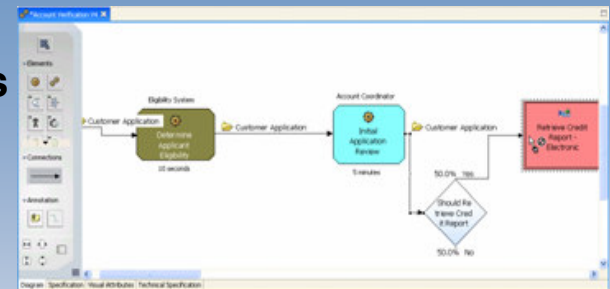 s
*Account Verification V4
Elements
Connections
Annotation
Customer Application
Eligibility System
Determine
Applicant
Eligibility
10 seconds
Customer Application
Account Coordinator
Initial
Application
Review
5 minutes
Customer Application
50.0% Yes
Should Re
trieve Cred
it Report
50.0% No
Retrieve Credit
Report -
Electronic
Diagram Specification Visual Attributes Technical Specification